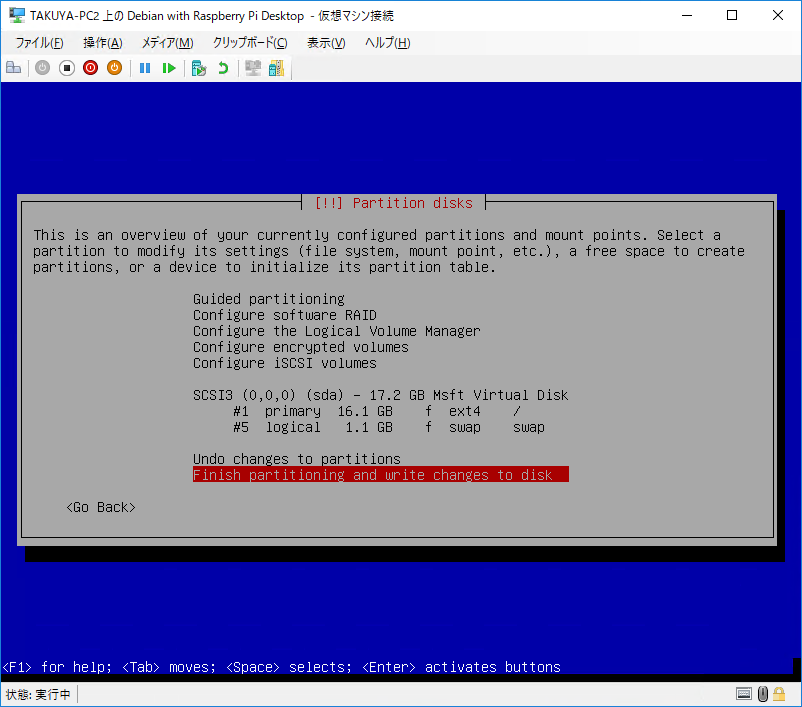 TAKUYA-PC2 上の Debian with Raspberry Pi Desktop - 仮想マシン接続
ファイル(F) 操作(A) メディア(M) クリップボード(C) 表示(V) ヘルプ(H)
[!!] Partition disks
This is an overview of your currently configured partitions and mount points. Select a
partition to modify its settings (file system, mount point, etc.), a free space to create
partitions, or a device to initialize its partition table.
Guided partitioning
Configure software RAID
Configure the Logical Volume Manager
Configure encrypted volumes
Configure iSCSI volumes
SCSI3 (0,0,0) (sda) - 17.2 GB Msft Virtual Disk
#1 primary 16.1 GB f ext4 /
#5 logical 1.1 GB f swap swap
Undo changes to partitions
Finish partitioning and write changes to disk
<Go Back>
<F1> for help; <Tab> moves; <Space> selects; <Enter> activates buttons
状態: 実行中